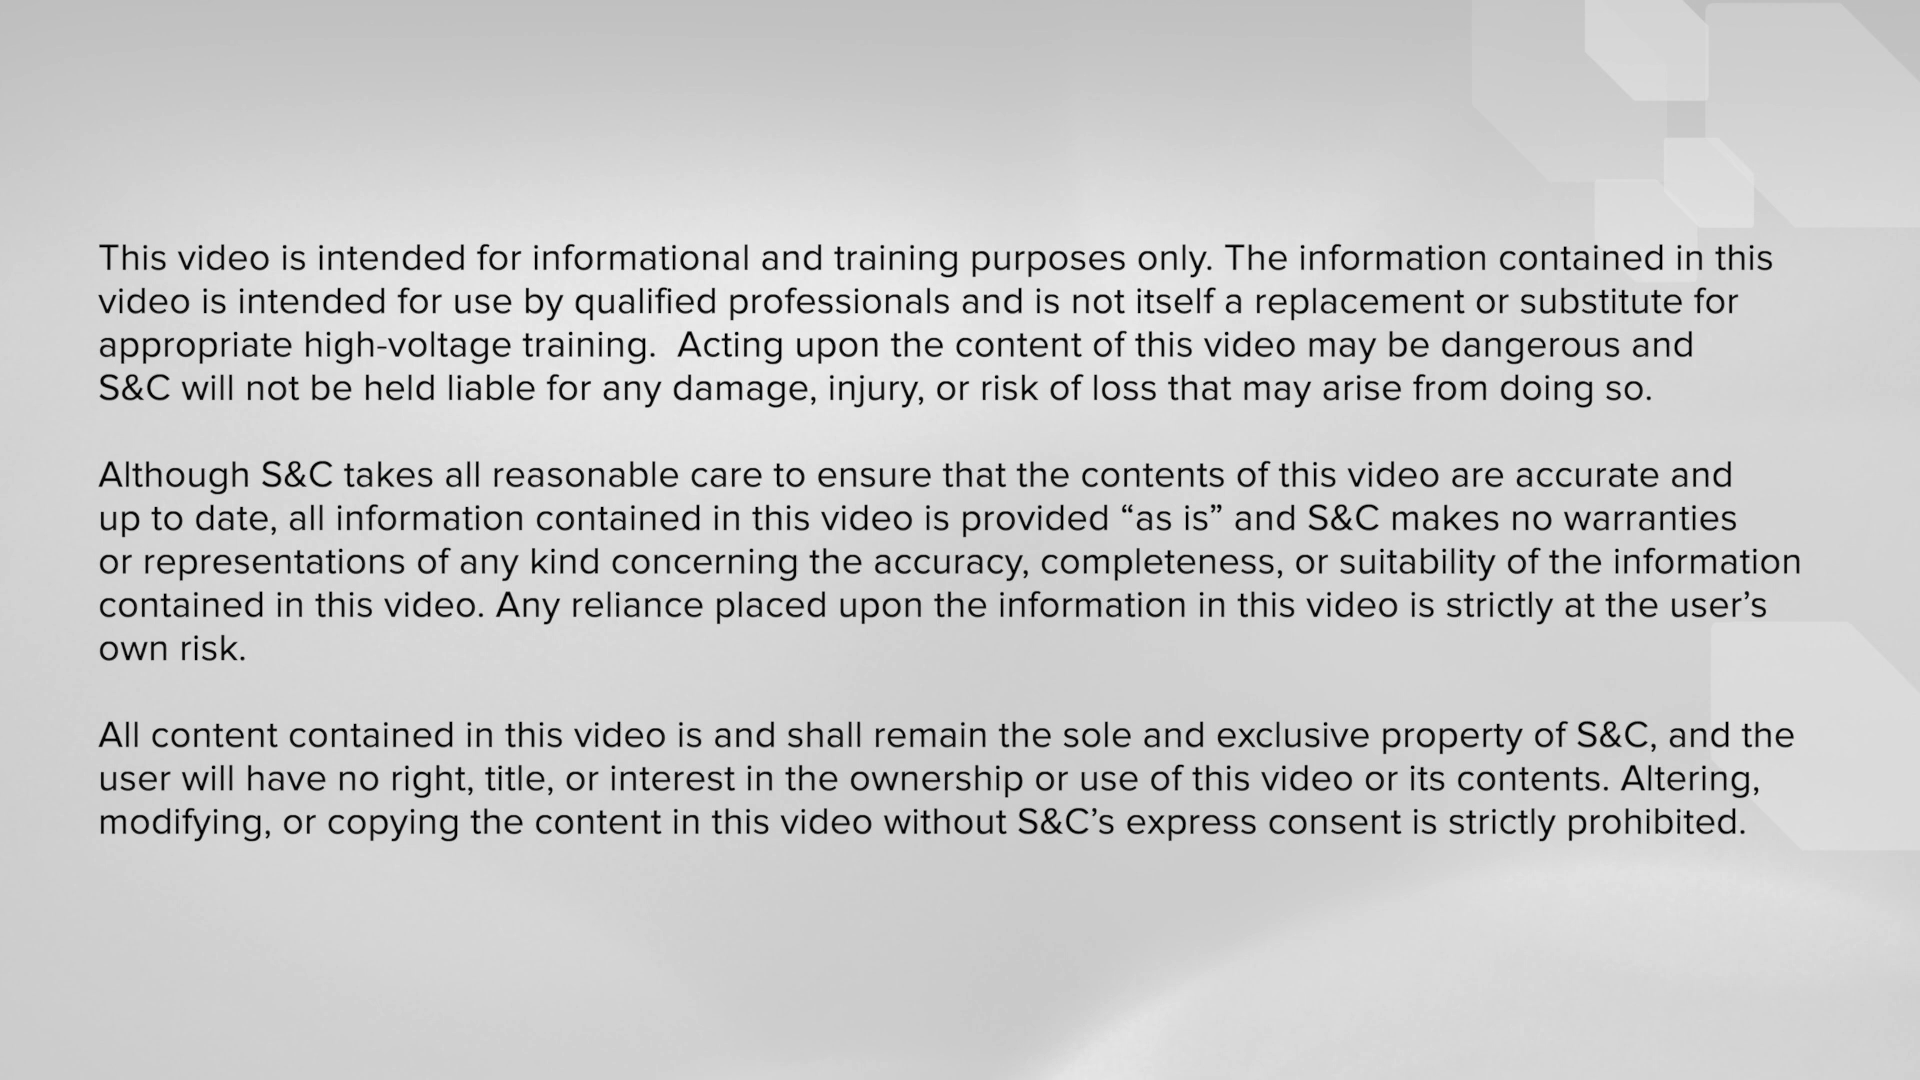 This video is intended for informational and training purposes only. The information contained in this
video is intended for use by qualified professionals and is not itself a replacement or substitute for
appropriate high-voltage training.  Acting upon the content of this video may be dangerous and
S&C will not be held liable for any damage, injury, or risk of loss that may arise from doing so.
Although S&C takes all reasonable care to ensure that the contents of this video are accurate and
up to date, all information contained in this video is provided “as is” and S&C makes no warranties
or representations of any kind concerning the accuracy, completeness, or suitability of the information
contained in this video. Any reliance placed upon the information in this video is strictly at the user’s
own risk.
All content contained in this video is and shall remain the sole and exclusive property of S&C, and the
user will have no right, title, or interest in the ownership or use of this video or its contents. Altering,
modifying, or copying the content in this video without S&C’s express consent is strictly prohibited.